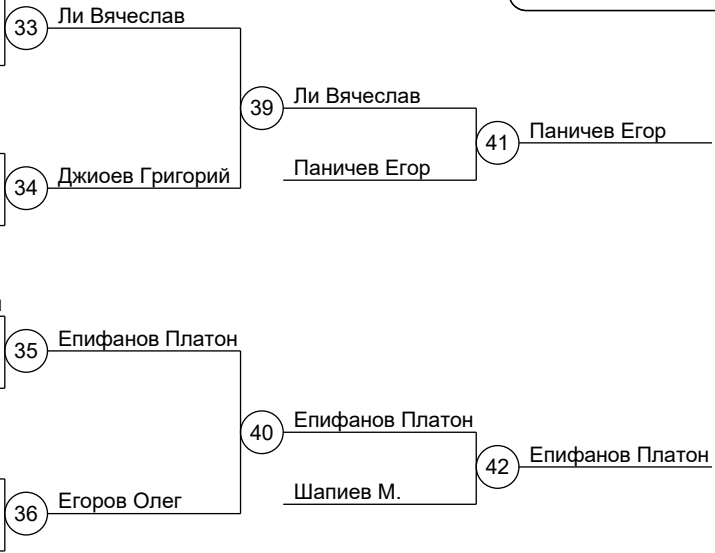 33 Ли Вячеслав
39 Ли Вячеслав
41 Паничев Егор
34 Джиоев Григорий
Паничев Егор
35 Епифанов Платон
40 Епифанов Платон
42 Епифанов Платон
36 Егоров Олег
Шапиев М.